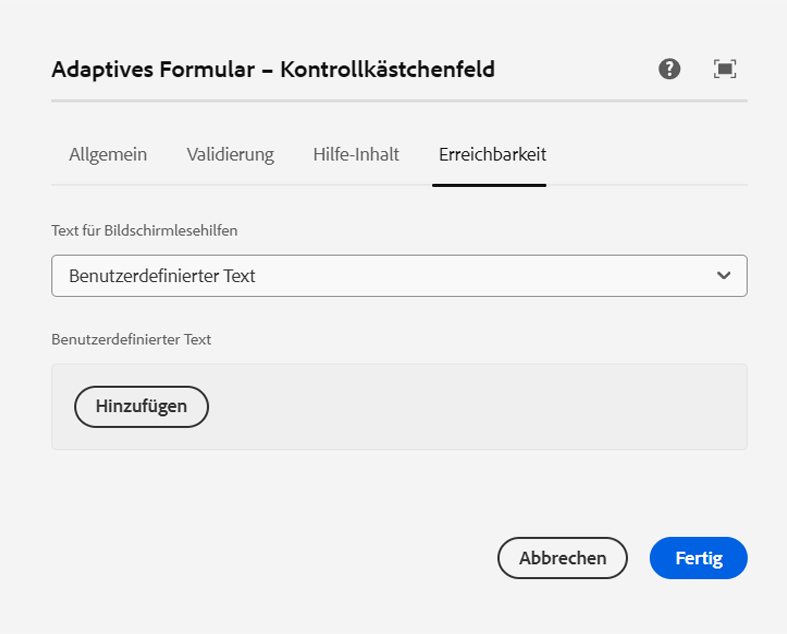 Adaptives Formular – Kontrollkästchenfeld
Allgemein Validierung Hilfe-Inhalt Erreichbarkeit
Text für Bildschirmlesehilfen
Benutzerdefinierter Text
Benutzerdefinierter Text
Hinzufügen
Abbrechen Fertig